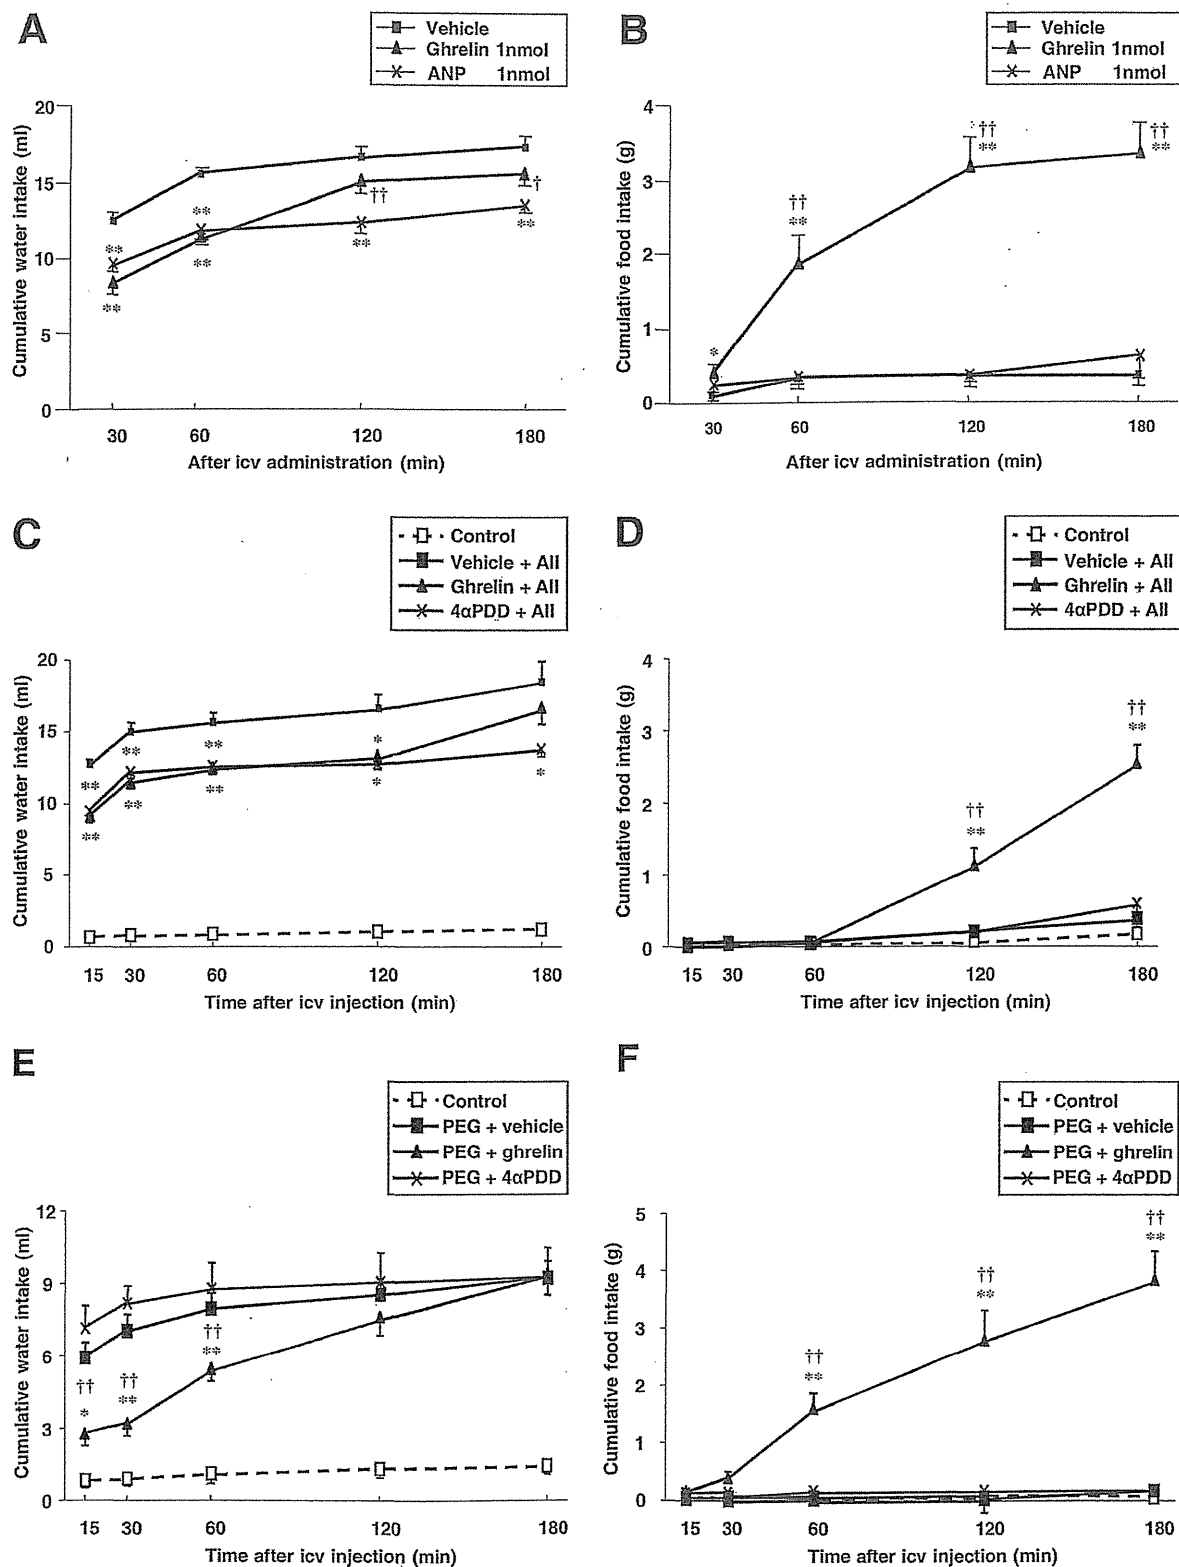 A
Vehicle
Ghrelin 1nmol
ANP 1nmol
Cumulative water intake (ml)
20
15
10
5
0
**
**
**
**
††
**
†
**
30 60 120 180
After icv administration (min)
B
Vehicle
Ghrelin 1nmol
ANP 1nmol
Cumulative food intake (g)
4
3
2
1
0
*
††
**
††
**
††
**
30 60 120 180
After icv administration (min)
C
Control
Vehicle + AII
Ghrelin + AII
4αPDD + AII
Cumulative water intake (ml)
20
15
10
5
0
**
**
**
**
**
**
*
*
*
15 30 60 120 180
Time after icv injection (min)
D
Control
Vehicle + AII
Ghrelin + AII
4αPDD + AII
Cumulative food intake (g)
4
3
2
1
0
††
**
††
**
15 30 60 120 180
Time after icv injection (min)
E
Control
PEG + vehicle
PEG + ghrelin
PEG + 4αPDD
Cumulative water intake (ml)
12
9
6
3
0
††
*
††
**
††
**
15 30 60 120 180
Time after icv injection (min)
F
Control
PEG + vehicle
PEG + ghrelin
PEG + 4αPDD
Cumulative food intake (g)
5
4
3
2
1
0
††
**
††
**
††
**
15 30 60 120 180
Time after icv injection (min)